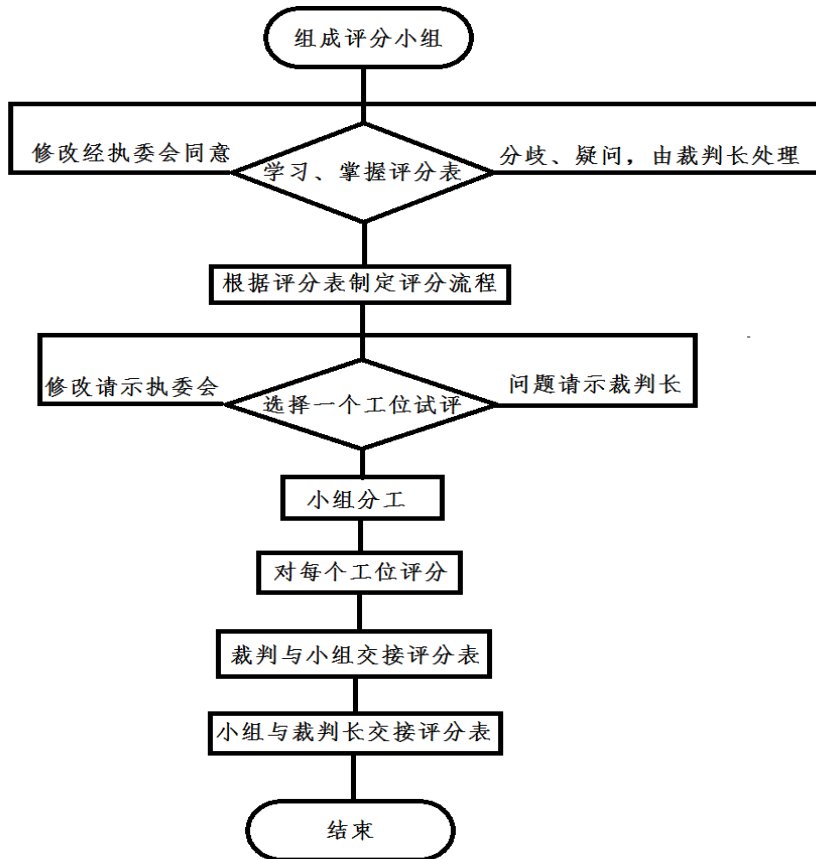 组成评分小组
修改经执委会同意
分歧、疑问，由裁判长处理
学习、掌握评分表
根据评分表制定评分流程
修改请示执委会
问题请示裁判长
选择一个工位试评
小组分工
对每个工位评分
裁判与小组交接评分表
小组与裁判长交接评分表
结束